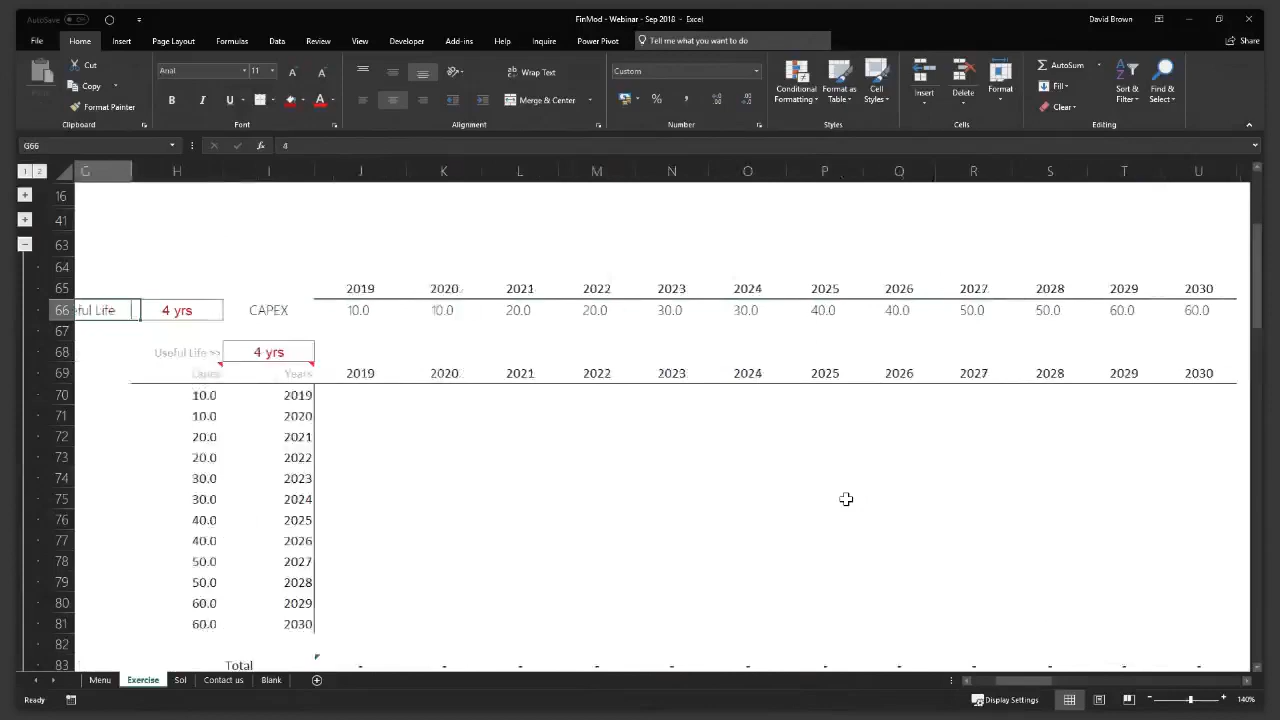 AutoSave
FinMod - Webinar - Sep 2018 - Excel
David Brown
File Home Insert Page Layout Formulas Data Review View Developer Add-ins Help Inquire Power Pivot Tell me what you want to do Share
Cut
Copy
Format Painter
Clipboard
Arial 11
B I U
Font
Wrap Text
Merge & Center
Alignment
Custom
%
Number
Conditional Formatting
Format as Table
Cell Styles
Styles
Insert
Delete
Format
Cells
AutoSum
Fill
Clear
Sort & Filter
Find & Select
Editing
G66 fx 4
1 2 G H I J K L M N O P Q R S T U
16
41
63
64
65 2019 2020 2021 2022 2023 2024 2025 2026 2027 2028 2029 2030
66 ful Life 4 yrs CAPEX 10.0 10.0 20.0 20.0 30.0 30.0 40.0 40.0 50.0 50.0 60.0 60.0
67
68 Useful Life >> 4 yrs
69 Years 2019 2020 2021 2022 2023 2024 2025 2026 2027 2028 2029 2030
70 10.0 2019
71 10.0 2020
72 20.0 2021
73 20.0 2022
74 30.0 2023
75 30.0 2024
76 40.0 2025
77 40.0 2026
78 50.0 2027
79 50.0 2028
80 60.0 2029
81 60.0 2030
82
83 Total - - - - - - - - - - - -
Menu Exercise Sol Contact us Blank
Ready Display Settings 140%